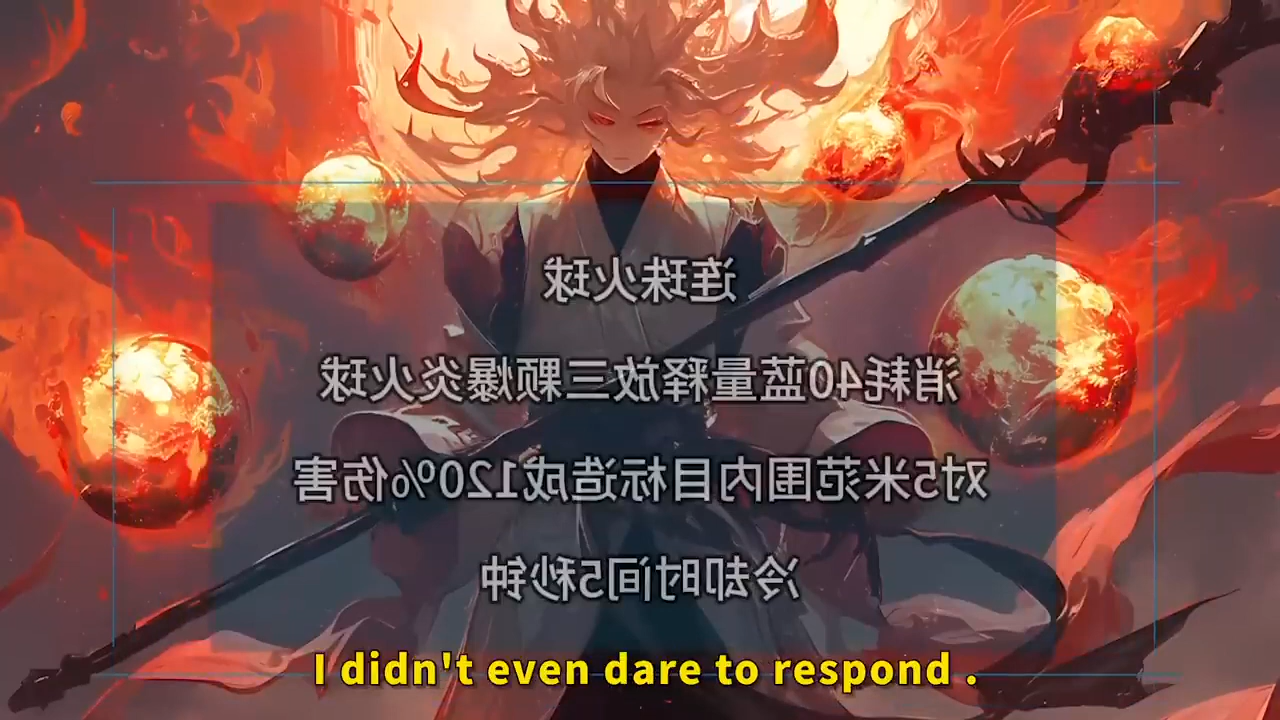 连珠火球
消耗40蓝量释放三颗爆炎火球
对5米范围内目标造成120%伤害
冷却时间5秒钟
I didn't even dare to respond .